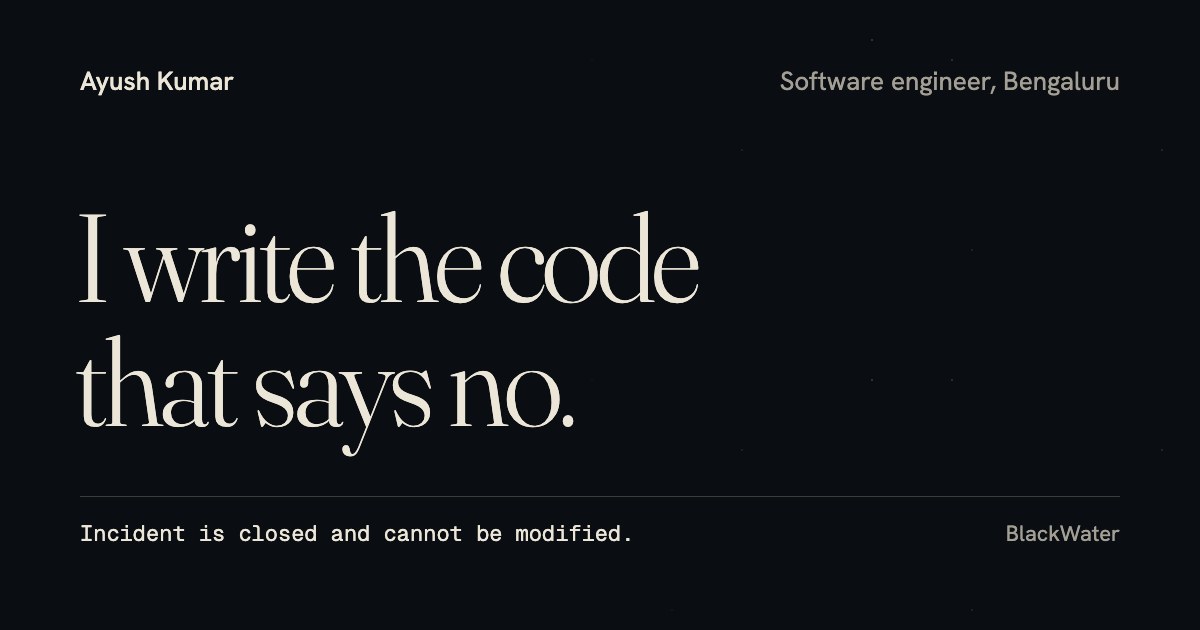 Ayush Kumar
Software engineer, Bengaluru
I write the code
that says no.
Incident is closed and cannot be modified.
BlackWater